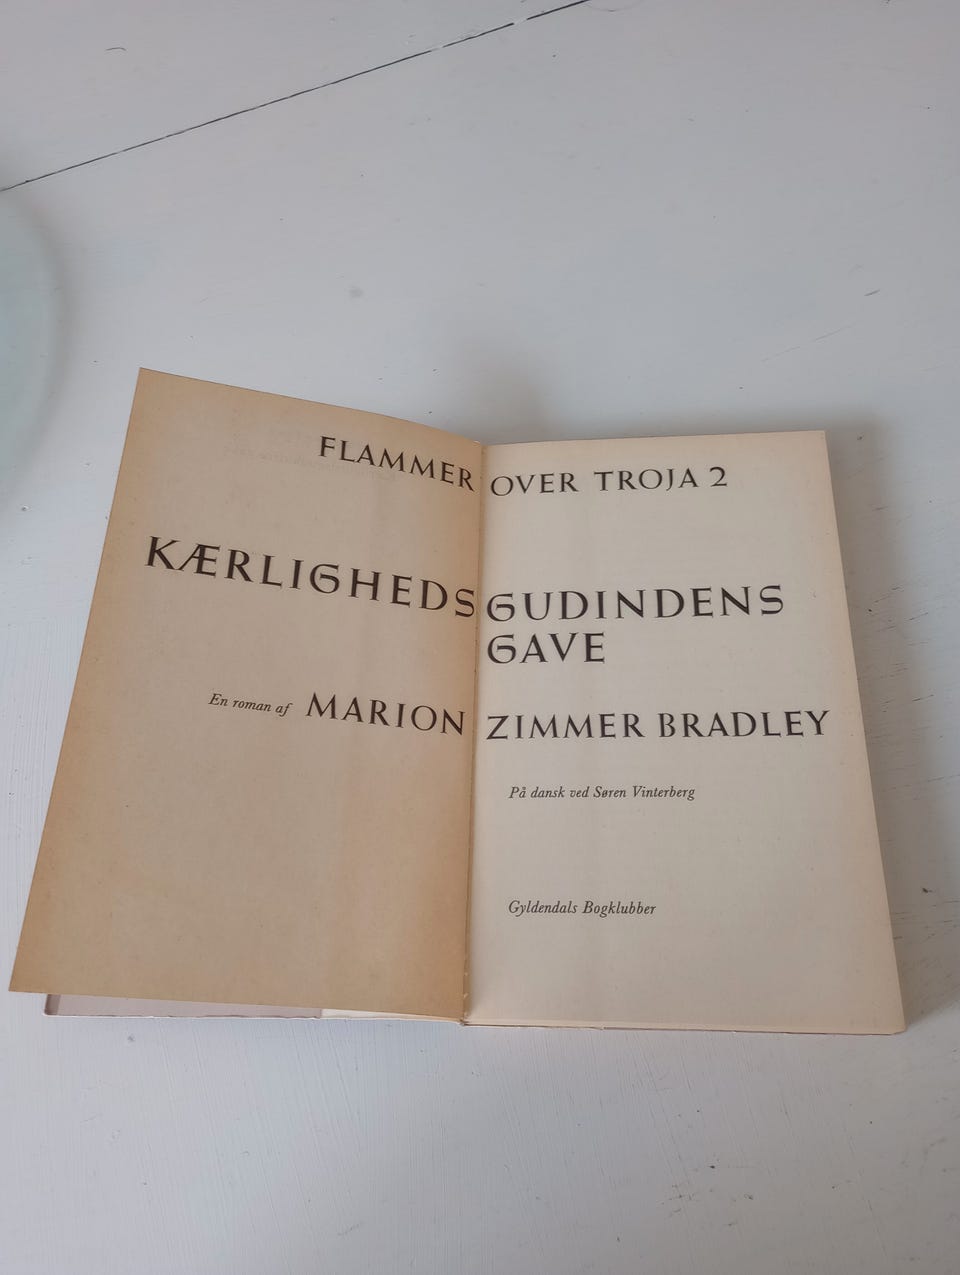 FLAMMER OVER TROJA 2
KÆRLIGHEDSGUDINDENS
GAVE
En roman af MARION ZIMMER BRADLEY
På dansk ved Søren Vinterberg
Gyldendals Bogklubber